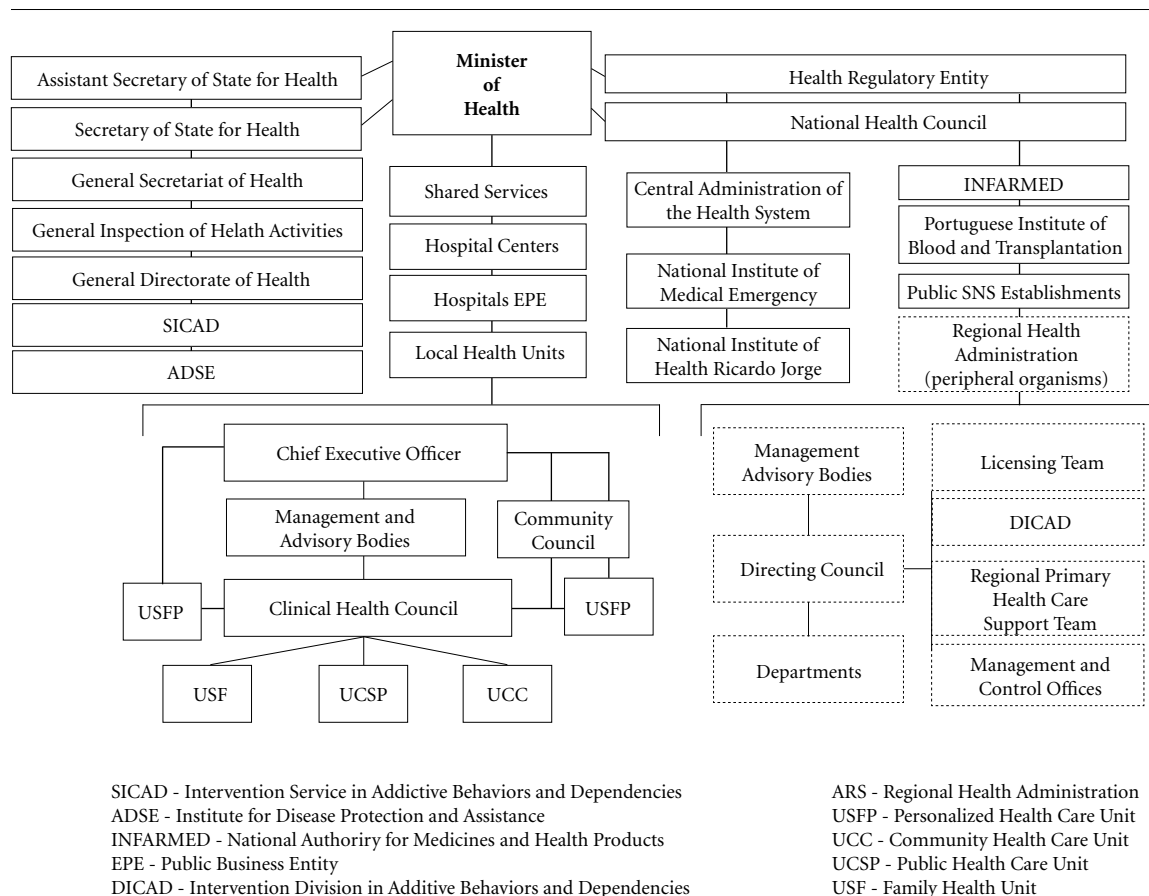 Minister
of
Health
Assistant Secretary of State for Health
Secretary of State for Health
General Secretariat of Health
General Inspection of Helath Activities
General Directorate of Health
SICAD
ADSE
Shared Services
Hospital Centers
Hospitals EPE
Local Health Units
Health Regulatory Entity
National Health Council
Central Administration of
the Health System
National Institute of
Medical Emergency
National Institute of
Health Ricardo Jorge
INFARMED
Portuguese Institute of
Blood and Transplantation
Public SNS Establishments
Regional Health
Administration
(peripheral organisms)
Chief Executive Officer
Management and
Advisory Bodies
Community
Council
USFP
Clinical Health Council
USFP
USF
UCSP
UCC
Management
Advisory Bodies
Directing Council
Departments
Licensing Team
DICAD
Regional Primary
Health Care
Support Team
Management and
Control Offices
SICAD - Intervention Service in Addictive Behaviors and Dependencies
ADSE - Institute for Disease Protection and Assistance
INFARMED - National Authoriry for Medicines and Health Products
EPE - Public Business Entity
DICAD - Intervention Division in Additive Behaviors and Dependencies
ARS - Regional Health Administration
USFP - Personalized Health Care Unit
UCC - Community Health Care Unit
UCSP - Public Health Care Unit
USF - Family Health Unit